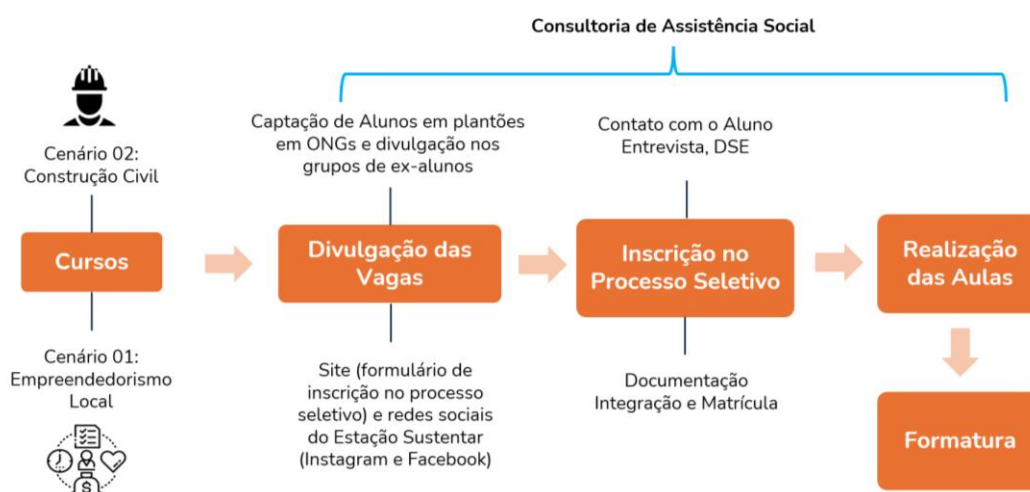 Consultoria de Assistência Social
Cenário 02:
Construção Civil
Cursos
Cenário 01:
Empreendedorismo
Local
Captação de Alunos em plantões
em ONGs e divulgação nos
grupos de ex-alunos
Divulgação das
Vagas
Site (formulário de
inscrição no processo
seletivo) e redes sociais
do Estação Sustentar
(Instagram e Facebook)
Contato com o Aluno
Entrevista, DSE
Inscrição no
Processo Seletivo
Documentação
Integração e Matrícula
Realização
das Aulas
Formatura
$